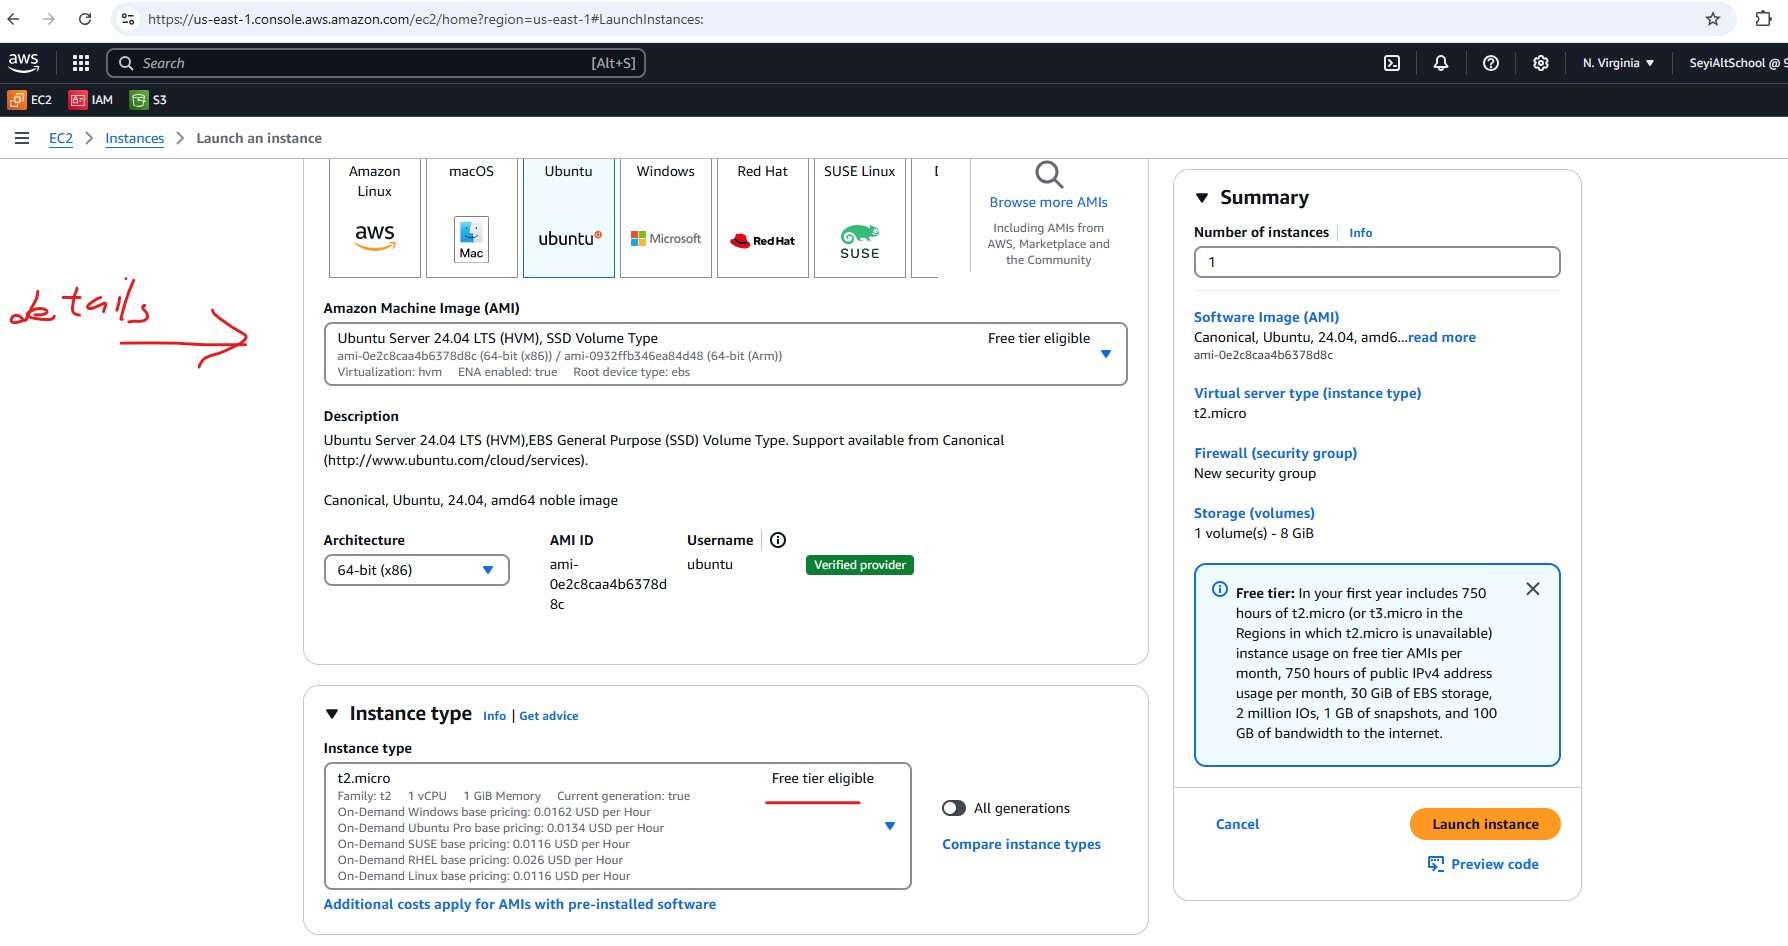 https://us-east-1.console.aws.amazon.com/ec2/home?region=us-east-1#LaunchInstances:
aws
Search
[Alt+S]
N. Virginia
SeyiAltSchool @ 9
EC2
IAM
S3
EC2
Instances
Launch an instance
Amazon
Linux
aws
macOS
Mac
Ubuntu
ubuntu
Windows
Microsoft
Red Hat
Red Hat
SUSE Linux
SUSE
Browse more AMIs
Including AMIs from
AWS, Marketplace and
the Community
details
Amazon Machine Image (AMI)
Ubuntu Server 24.04 LTS (HVM), SSD Volume Type
Free tier eligible
ami-0e2c8caa4b6378d8c (64-bit (x86)) / ami-0932ffb346ea84d48 (64-bit (Arm))
Virtualization: hvm ENA enabled: true Root device type: ebs
Description
Ubuntu Server 24.04 LTS (HVM),EBS General Purpose (SSD) Volume Type. Support available from Canonical
(http://www.ubuntu.com/cloud/services).
Canonical, Ubuntu, 24.04, amd64 noble image
Architecture
64-bit (x86)
AMI ID
ami-
0e2c8caa4b6378d
8c
Username
ubuntu
Verified provider
Instance type
Info | Get advice
Instance type
t2.micro
Free tier eligible
Family: t2 1 vCPU 1 GiB Memory Current generation: true
On-Demand Windows base pricing: 0.0162 USD per Hour
On-Demand Ubuntu Pro base pricing: 0.0134 USD per Hour
On-Demand SUSE base pricing: 0.0116 USD per Hour
On-Demand RHEL base pricing: 0.026 USD per Hour
On-Demand Linux base pricing: 0.0116 USD per Hour
All generations
Compare instance types
Additional costs apply for AMIs with pre-installed software
Summary
Number of instances
Info
1
Software Image (AMI)
Canonical, Ubuntu, 24.04, amd6...read more
ami-0e2c8caa4b6378d8c
Virtual server type (instance type)
t2.micro
Firewall (security group)
New security group
Storage (volumes)
1 volume(s) - 8 GiB
Free tier: In your first year includes 750
hours of t2.micro (or t3.micro in the
Regions in which t2.micro is unavailable)
instance usage on free tier AMIs per
month, 750 hours of public IPv4 address
usage per month, 30 GiB of EBS storage,
2 million IOs, 1 GB of snapshots, and 100
GB of bandwidth to the internet.
Cancel
Launch instance
Preview code